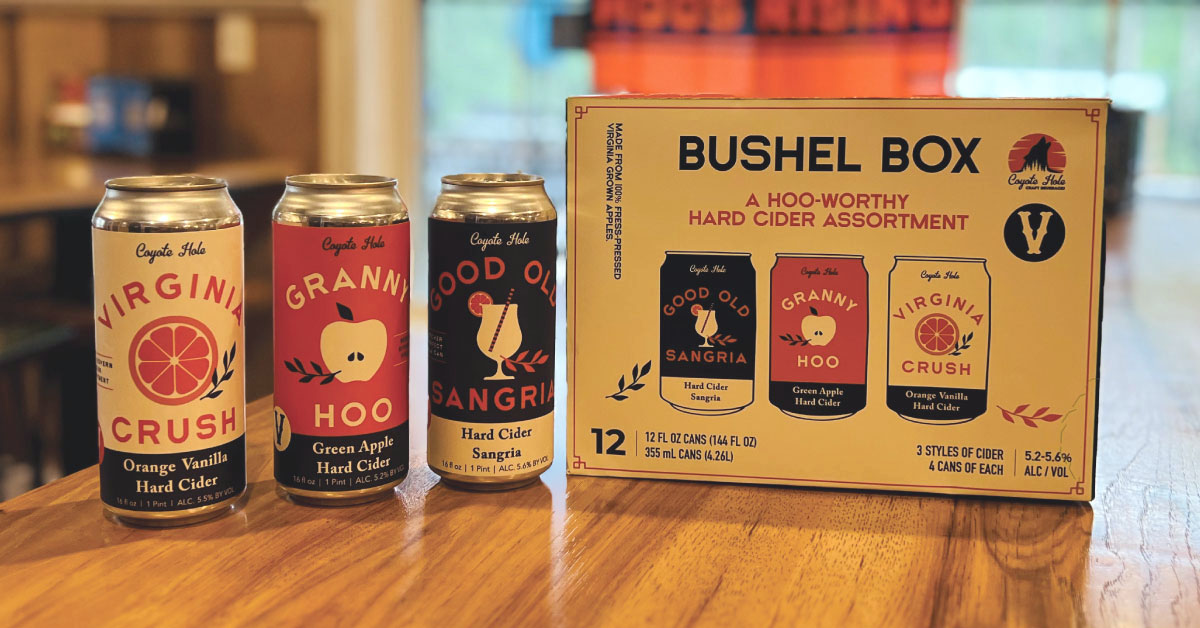 HOOS RISING
Coyote Hole
VIRGINIA
CRUSH
Orange Vanilla
Hard Cider
16 fl oz | 1 Pint | ALC. 5.5% BY VOL
Coyote Hole
GRANNY
HOO
V
Green Apple
Hard Cider
16 fl oz | 1 Pint | ALC. 5.2% BY VOL
Coyote Hole
GOOD OLD
SANGRIA
Hard Cider
Sangria
16 fl oz | 1 Pint | ALC. 5.6% BY VOL
MADE FROM 100% FRESH-PRESSED
VIRGINIA GROWN APPLES.
BUSHEL BOX
A HOO-WORTHY
HARD CIDER ASSORTMENT
Coyote Hole
CRAFT BEVERAGES
V
Coyote Hole
GOOD OLD
SANGRIA
Hard Cider
Sangria
Coyote Hole
GRANNY
HOO
Green Apple
Hard Cider
Coyote Hole
VIRGINIA
CRUSH
Orange Vanilla
Hard Cider
12
12 FL OZ CANS (144 FL OZ)
355 mL CANS (4.26L)
3 STYLES OF CIDER
4 CANS OF EACH
5.2-5.6%
ALC / VOL